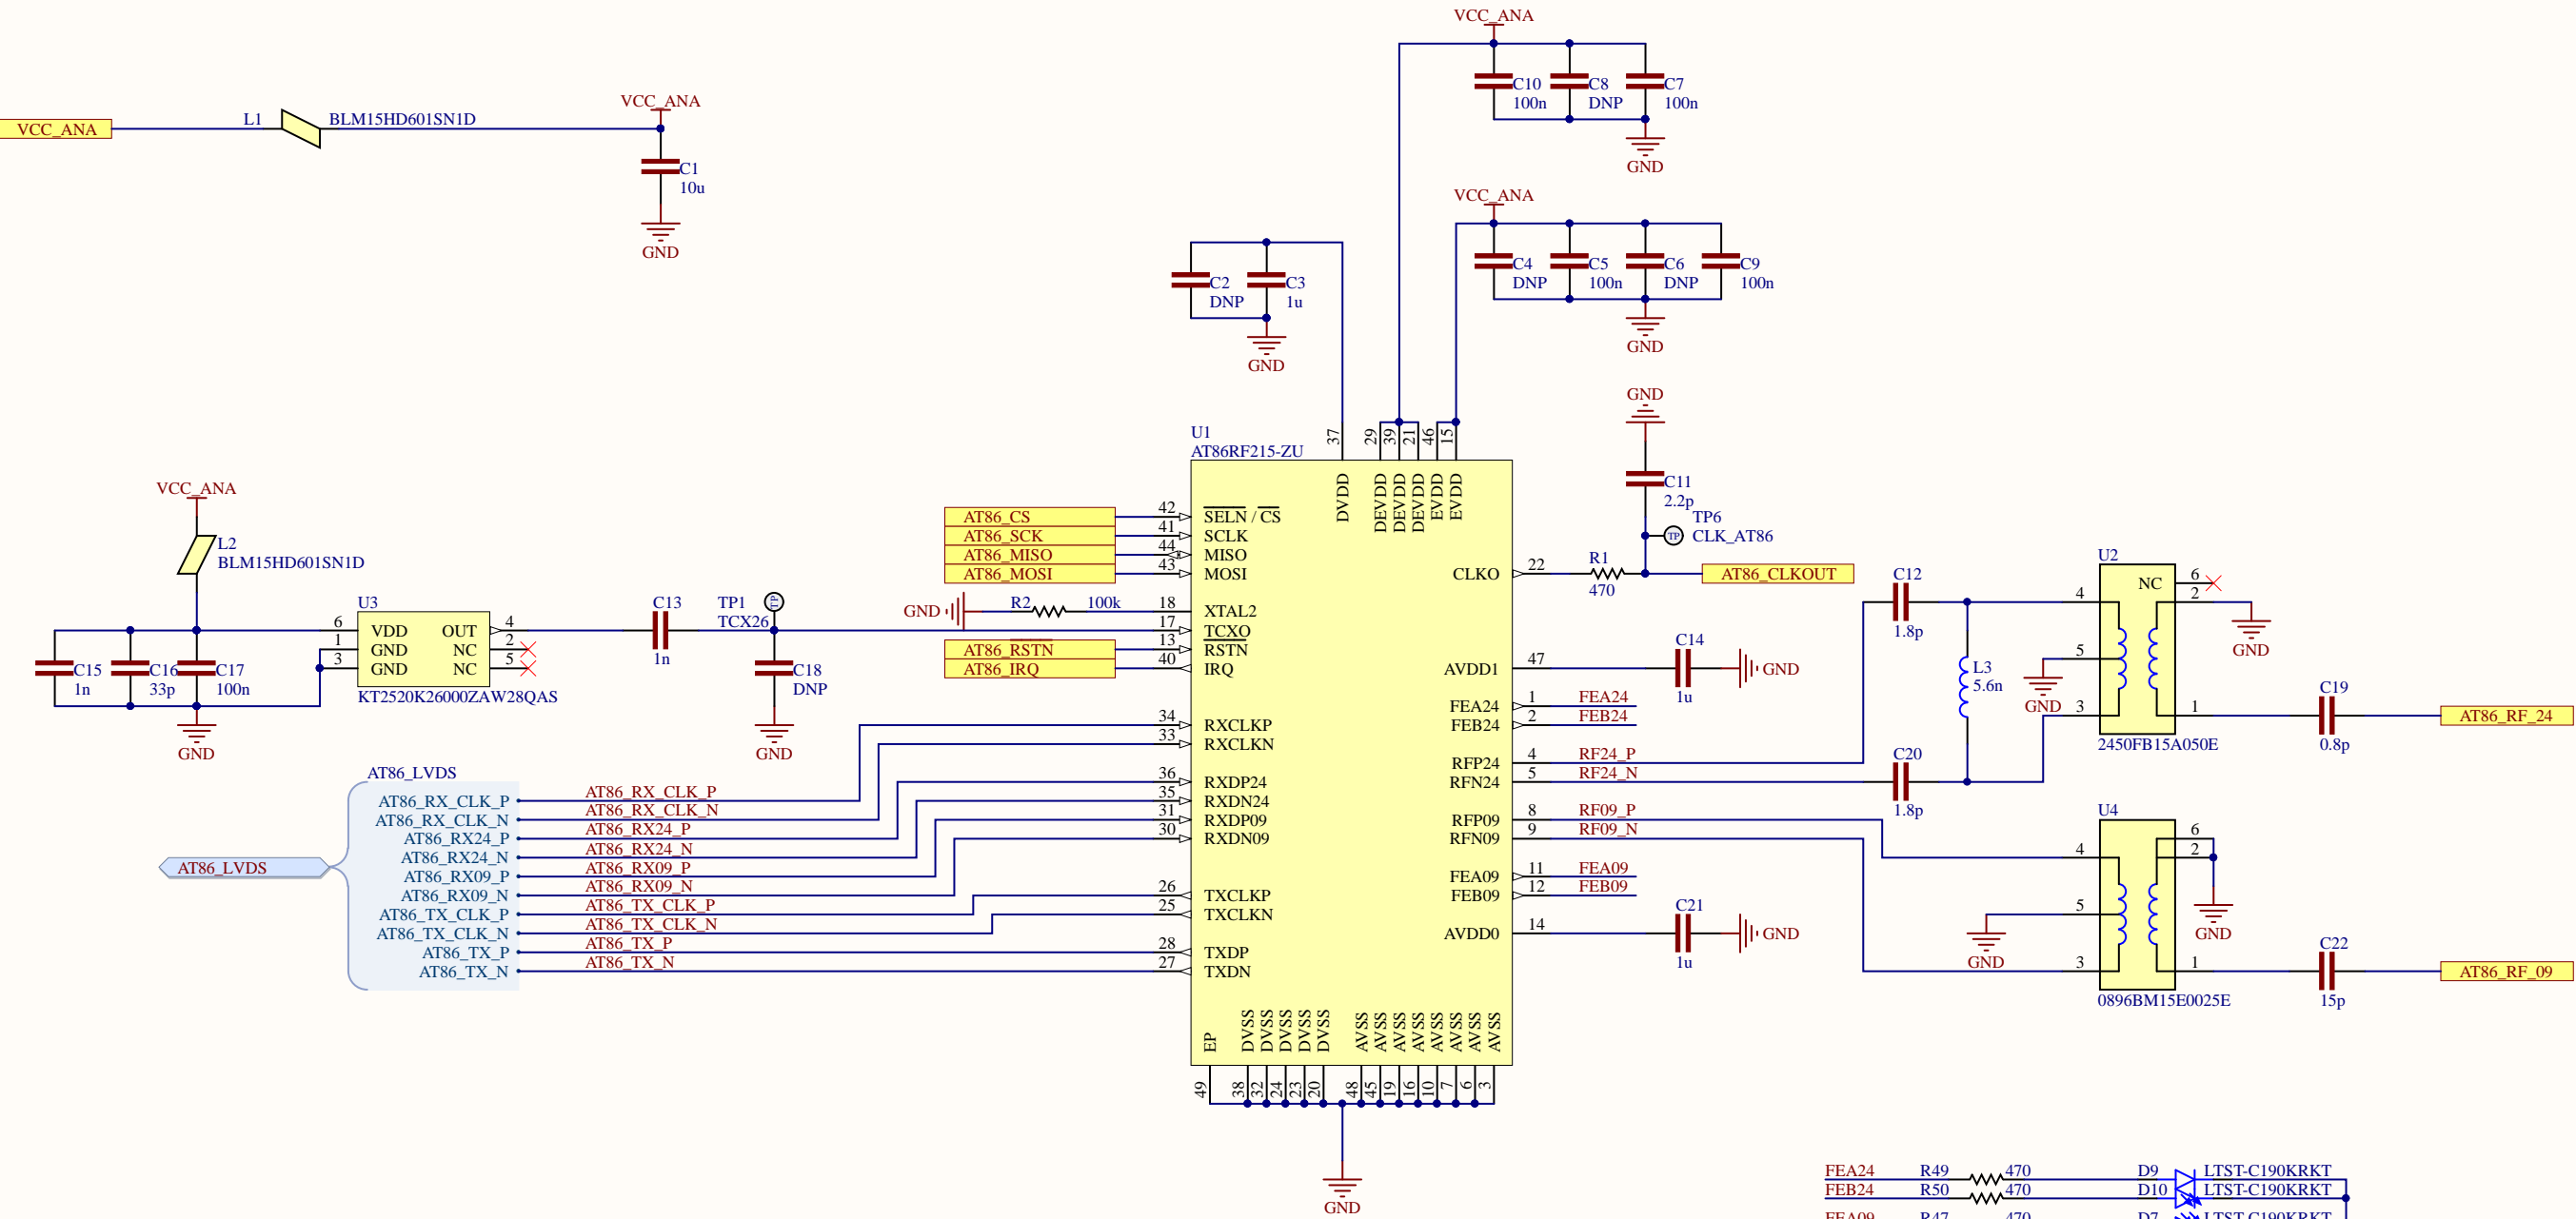 VCC_ANA
L1
BLM15HD601SN1D
VCC_ANA
C1
10u
GND
VCC_ANA
C10
100n
C8
DNP
C7
100n
GND
VCC_ANA
C4
DNP
C5
100n
C6
DNP
C9
100n
GND
C2
DNP
C3
1u
GND
GND
C11
2.2p
TP6
TP
CLK_AT86
R1
470
AT86_CLKOUT
VCC_ANA
L2
BLM15HD601SN1D
U3
6 VDD OUT 4
1 GND NC 2
3 GND NC 5
KT2520K26000ZAW28QAS
C15
1n
C16
33p
C17
100n
GND
C13
1n
TP1
TP
TCX26
C18
DNP
GND
U1
AT86RF215-ZU
37 29 39 21 46 15
DVDD DEVDD DEVDD DEVDD EVDD EVDD
AT86_CS 42 SELN / CS
AT86_SCK 41 SCLK
AT86_MISO 44 MISO
AT86_MOSI 43 MOSI
GND R2 100k 18 XTAL2
17 TCXO
AT86_RSTN 13 RSTN
AT86_IRQ 40 IRQ
34 RXCLKP
33 RXCLKN
36 RXDP24
35 RXDN24
31 RXDP09
30 RXDN09
26 TXCLKP
25 TXCLKN
28 TXDP
27 TXDN
CLKO 22
AVDD1 47
C14
1u
GND
FEA24 1 FEA24
FEB24 2 FEB24
RFP24 4 RF24_P
RFN24 5 RF24_N
RFP09 8 RF09_P
RFN09 9 RF09_N
FEA09 11 FEA09
FEB09 12 FEB09
AVDD0 14
C21
1u
GND
EP DVSS DVSS DVSS DVSS DVSS AVSS AVSS AVSS AVSS AVSS AVSS AVSS AVSS
49 38 32 24 23 20 48 45 19 16 10 7 6 3
GND
AT86_LVDS
AT86_LVDS
AT86_RX_CLK_P AT86_RX_CLK_P
AT86_RX_CLK_N AT86_RX_CLK_N
AT86_RX24_P AT86_RX24_P
AT86_RX24_N AT86_RX24_N
AT86_RX09_P AT86_RX09_P
AT86_RX09_N AT86_RX09_N
AT86_TX_CLK_P AT86_TX_CLK_P
AT86_TX_CLK_N AT86_TX_CLK_N
AT86_TX_P AT86_TX_P
AT86_TX_N AT86_TX_N
C12
1.8p
L3
5.6n
C20
1.8p
U2
NC 6
4 2
5
3 1
GND
GND
2450FB15A050E
C19
0.8p
AT86_RF_24
U4
6
4 2
5
3 1
GND
GND
0896BM15E0025E
C22
15p
AT86_RF_09
FEA24 R49 470 D9 LTST-C190KRKT
FEB24 R50 470 D10 LTST-C190KRKT
FEA09 R47 470 D7 LTST-C190KRKT